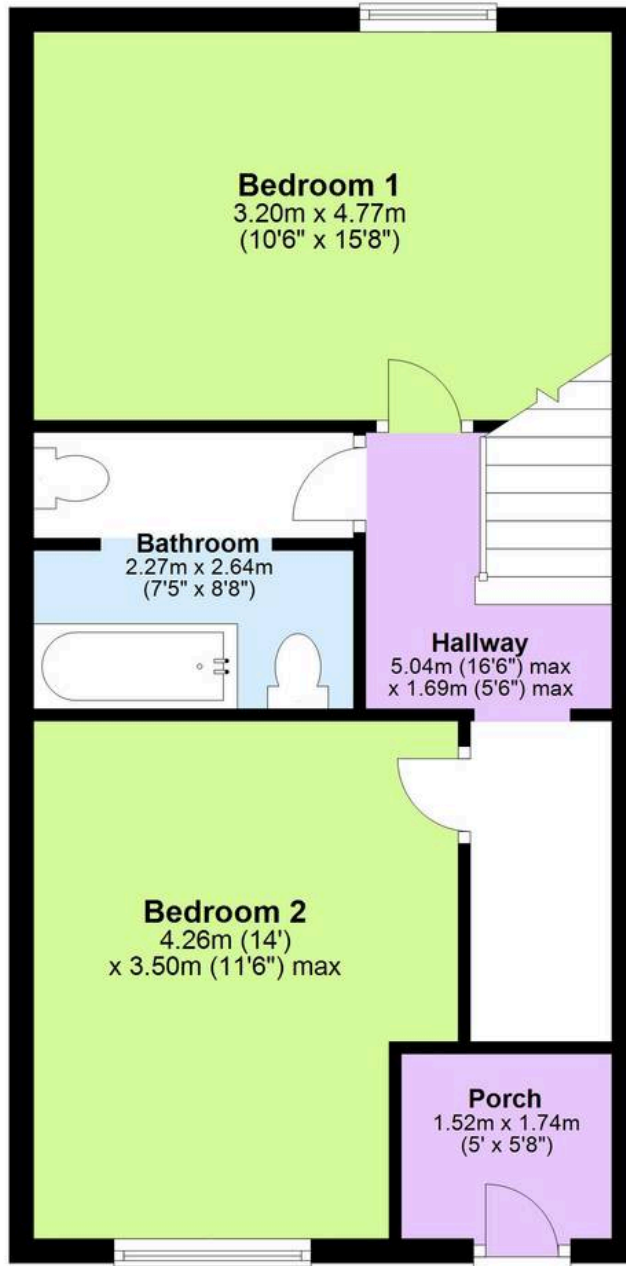 Bedroom 1
3.20m x 4.77m
(10'6" x 15'8")
Bathroom
2.27m x 2.64m
(7'5" x 8'8")
Hallway
5.04m (16'6") max
x 1.69m (5'6") max
Bedroom 2
4.26m (14')
x 3.50m (11'6") max
Porch
1.52m x 1.74m
(5' x 5'8")